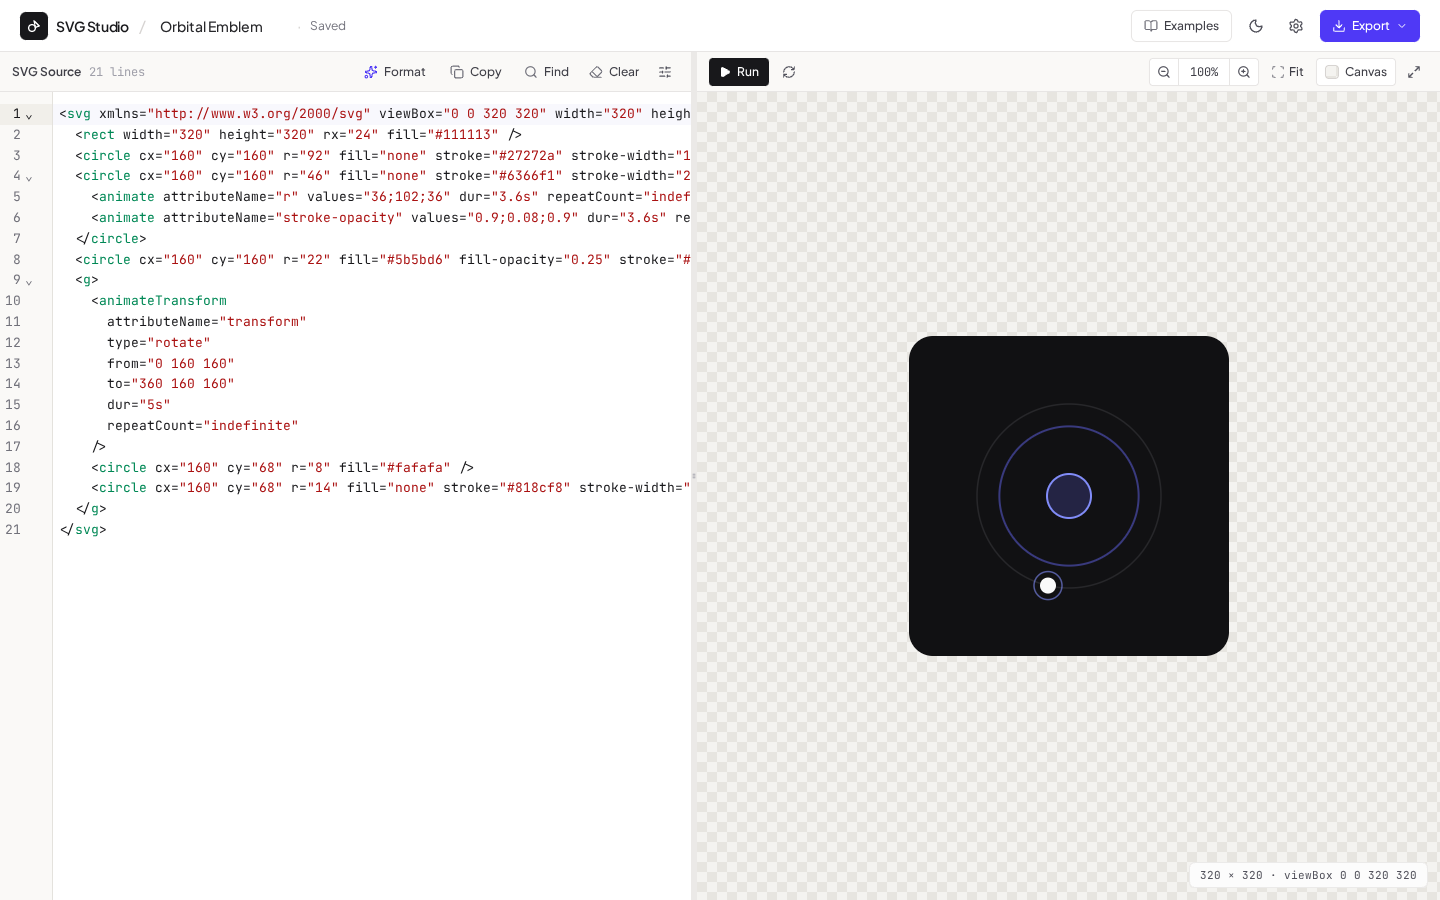 SVG Studio / Orbital Emblem · Saved Examples Export
SVG Source 21 lines Format Copy Find Clear Run 100% Fit Canvas
1 <svg xmlns="http://www.w3.org/2000/svg" viewBox="0 0 320 320" width="320" heigh
2 <rect width="320" height="320" rx="24" fill="#111113" />
3 <circle cx="160" cy="160" r="92" fill="none" stroke="#27272a" stroke-width="1
4 <circle cx="160" cy="160" r="46" fill="none" stroke="#6366f1" stroke-width="2
5 <animate attributeName="r" values="36;102;36" dur="3.6s" repeatCount="indef
6 <animate attributeName="stroke-opacity" values="0.9;0.08;0.9" dur="3.6s" re
7 </circle>
8 <circle cx="160" cy="160" r="22" fill="#5b5bd6" fill-opacity="0.25" stroke="#
9 <g>
10 <animateTransform
11 attributeName="transform"
12 type="rotate"
13 from="0 160 160"
14 to="360 160 160"
15 dur="5s"
16 repeatCount="indefinite"
17 />
18 <circle cx="160" cy="68" r="8" fill="#fafafa" />
19 <circle cx="160" cy="68" r="14" fill="none" stroke="#818cf8" stroke-width="
20 </g>
21 </svg>
320 × 320 · viewBox 0 0 320 320